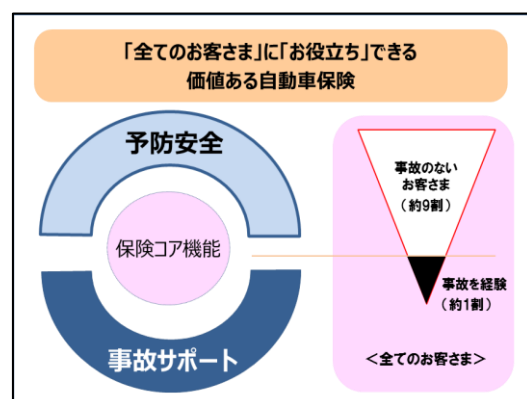 「全てのお客さま」に「お役立ち」できる
価値ある自動車保険
予防安全
保険コア機能
事故サポート
事故のない
お客さま
（約9割）
事故を経験
（約1割）
＜全てのお客さま＞